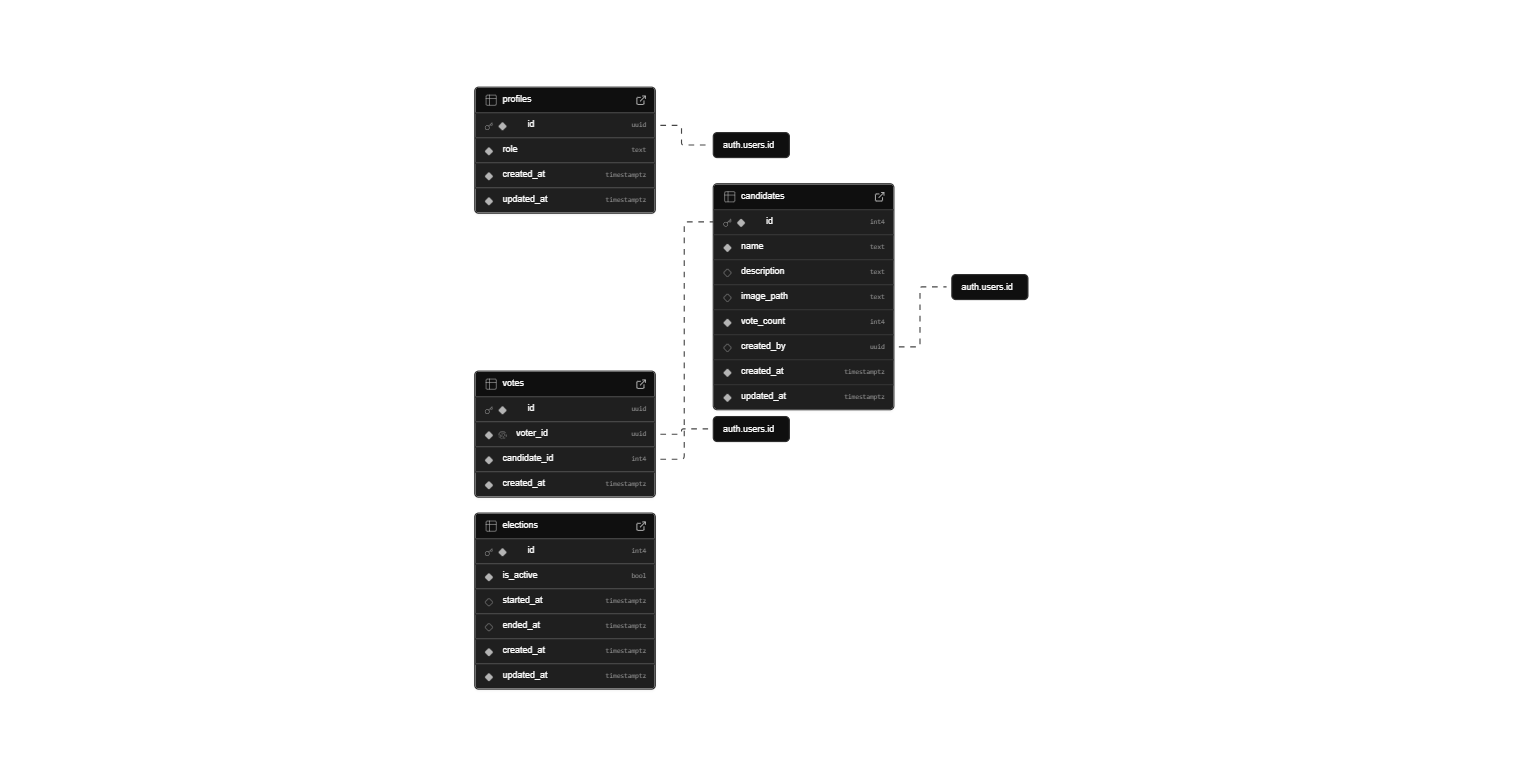 profiles
id uuid
role text
created_at timestamptz
updated_at timestamptz
auth.users.id
candidates
id int4
name text
description text
image_path text
vote_count int4
created_by uuid
created_at timestamptz
updated_at timestamptz
auth.users.id
votes
id uuid
voter_id uuid
candidate_id int4
created_at timestamptz
auth.users.id
elections
id int4
is_active bool
started_at timestamptz
ended_at timestamptz
created_at timestamptz
updated_at timestamptz